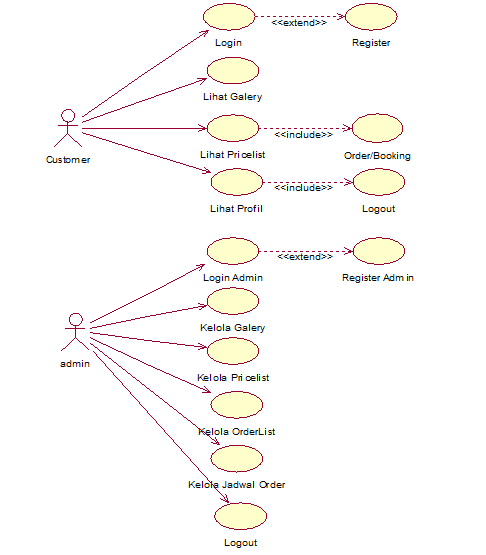 <<extend>>
Login
Register
Lihat Galery
<<include>>
Customer
Lihat Pricelist
Order/Booking
<<include>>
Lihat Profil
Logout
<<extend>>
Login Admin
Register Admin
Kelola Galery
admin
Kelola Pricelist
Kelola OrderList
Kelola Jadwal Order
Logout